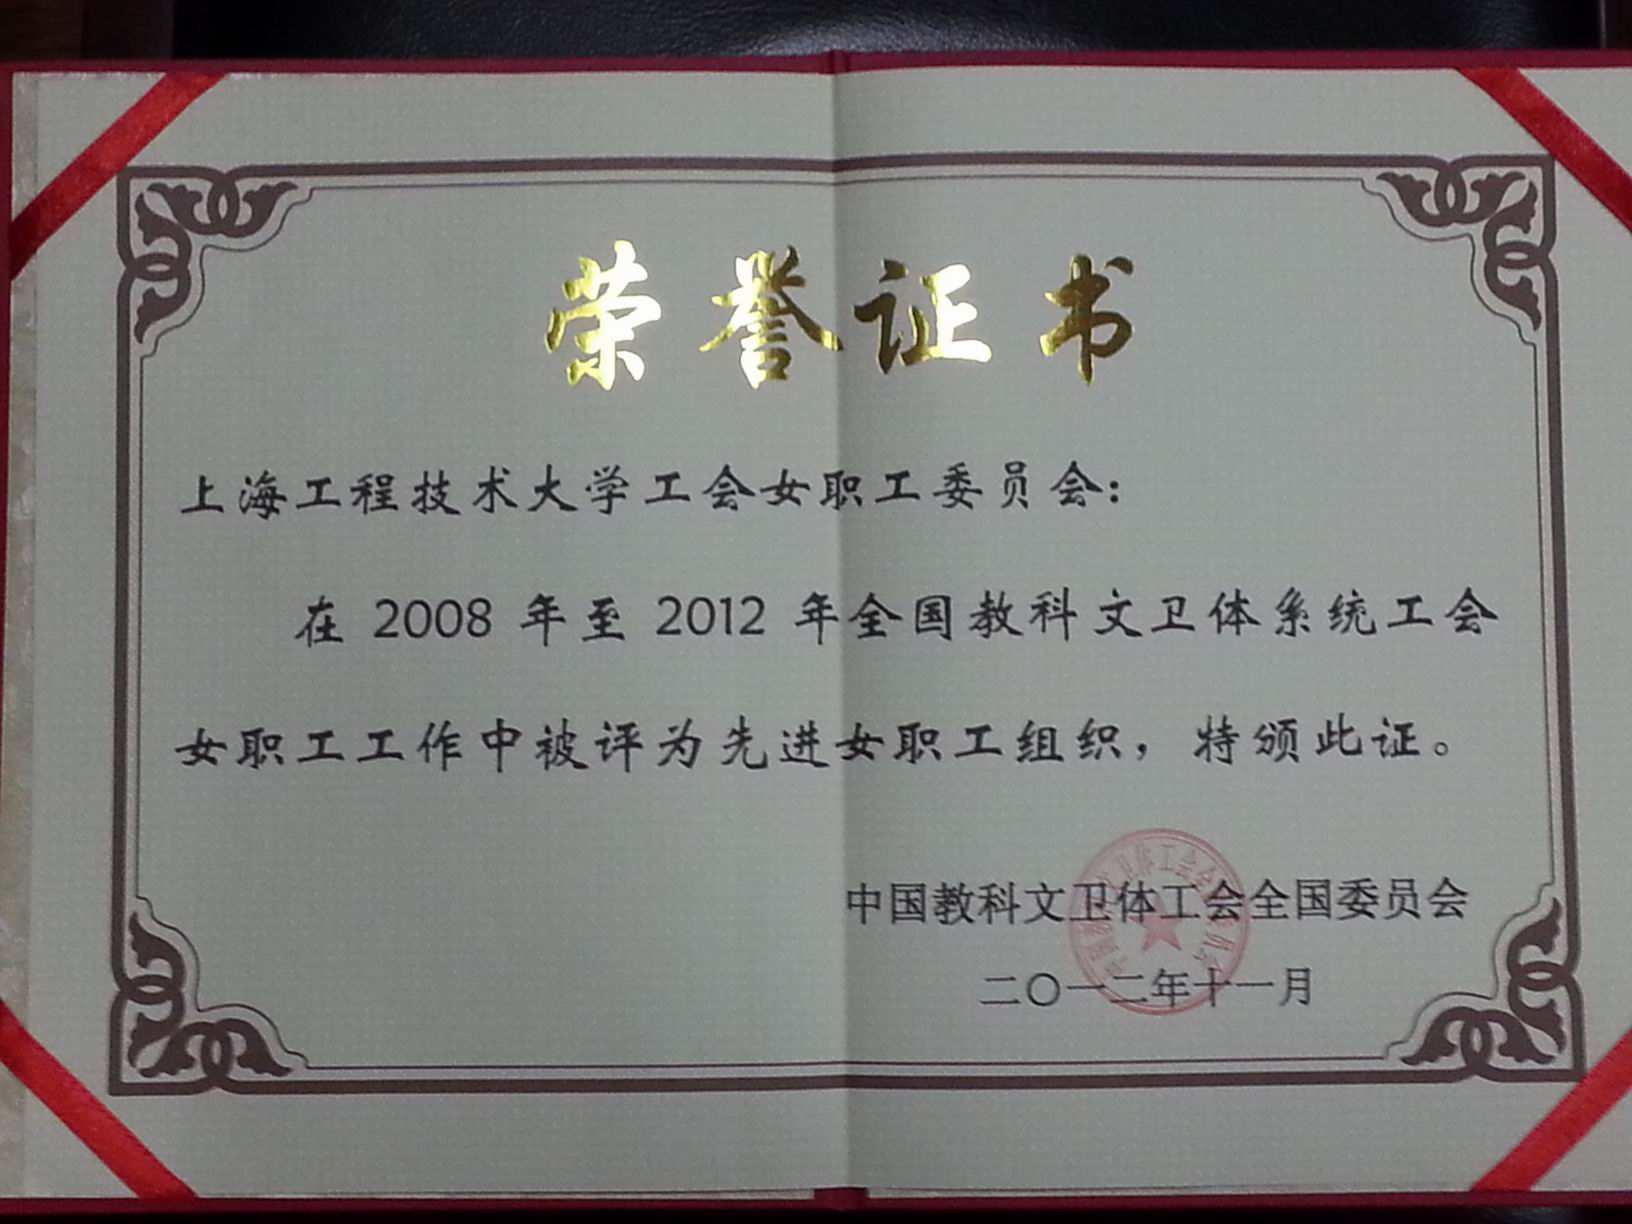 荣誉证书
上海工程技术大学工会女职工委员会:
在 2008 年至 2012 年全国教科文卫体系统工会
女职工工作中被评为先进女职工组织，特颁此证。
中国教科文卫体工会全国委员会
二〇一二年十一月